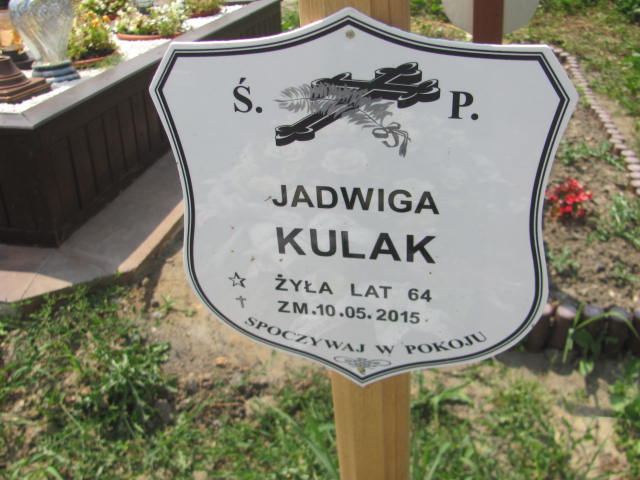 Ś. P.
JADWIGA
KULAK
ŻYŁA LAT 64
ZM.10.05.2015
SPOCZYWAJ W POKOJU